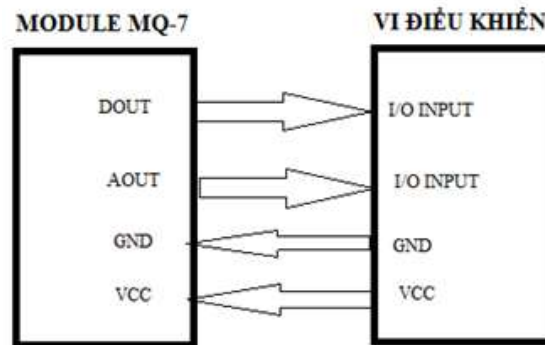 MODULE MQ-7
VI ĐIỀU KHIỂN
DOUT
I/O INPUT
AOUT
I/O INPUT
GND
GND
VCC
VCC